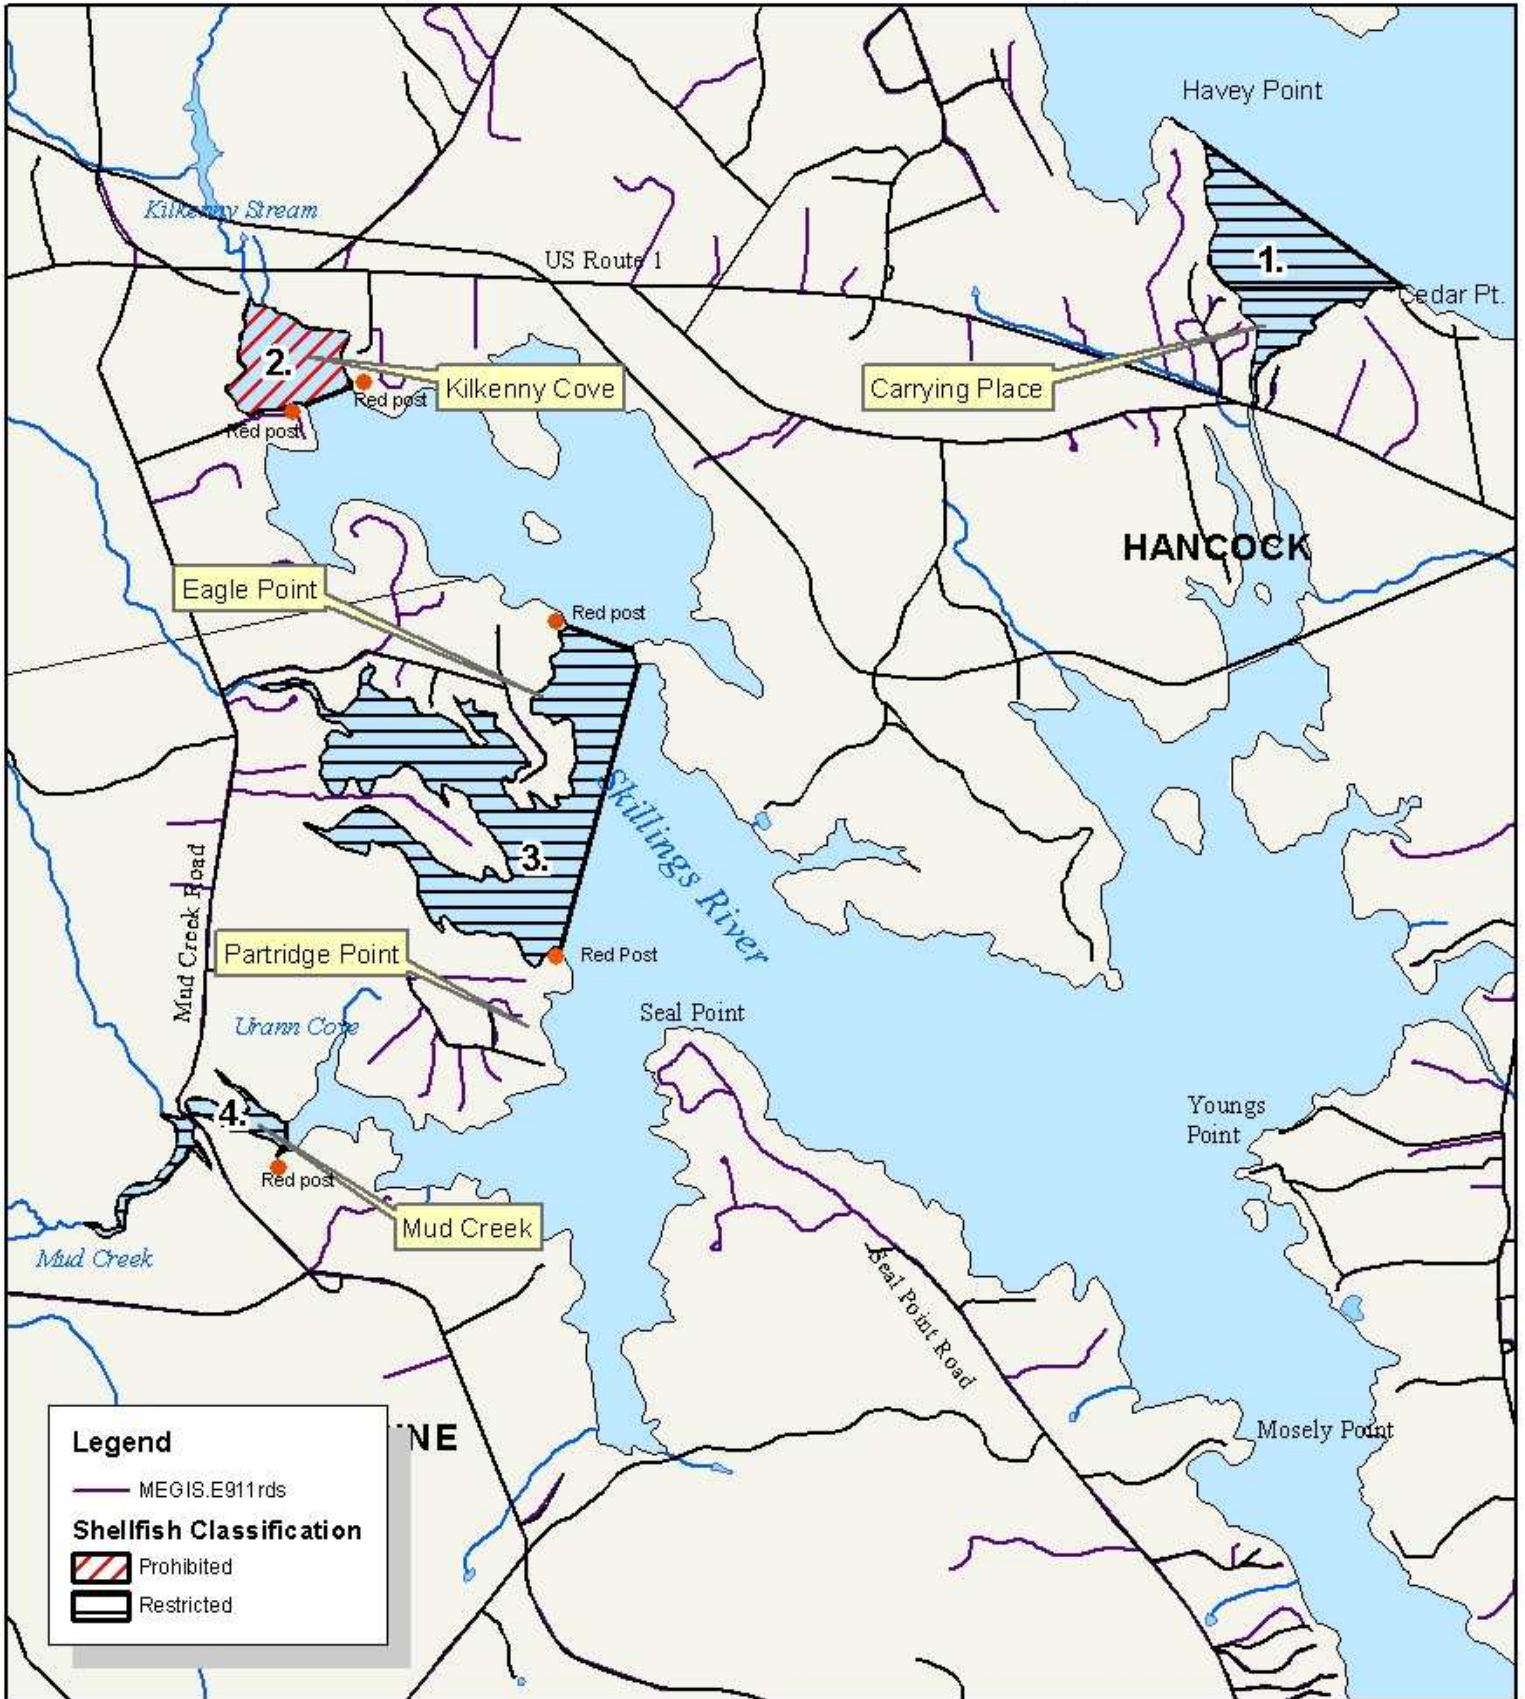 Havey Point
Kilkenny Stream
US Route 1
1.
Cedar Pt.
2.
Kilkenny Cove
Carrying Place
Red post
Red post
HANCOCK
Eagle Point
Red post
Skillings River
3.
Mud Creek Road
Partridge Point
Red Post
Seal Point
Urann Cove
4.
Youngs
Point
Red post
Mud Creek
Mud Creek
Seal Point Road
Mosely Point
NE
Legend
MEGIS.E911rds
Shellfish Classification
Prohibited
Restricted